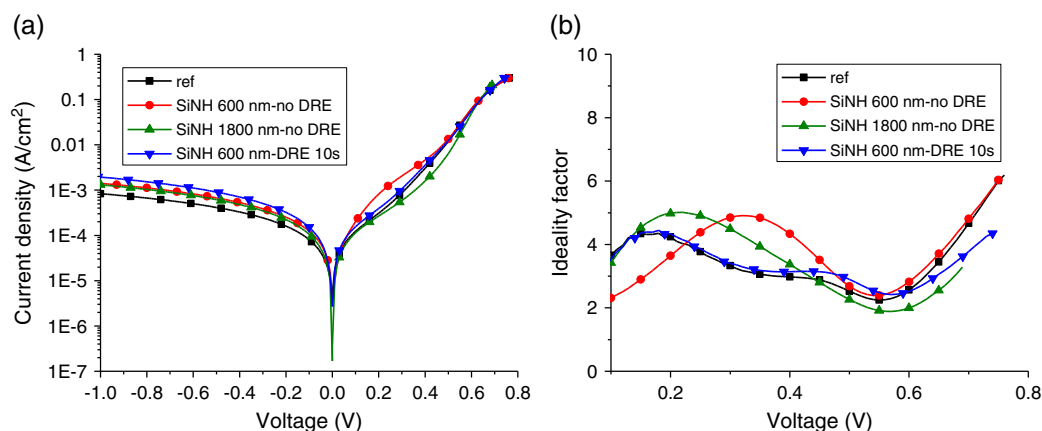 (a)
(b)
Current density (A/cm²)
1
0.1
0.01
1E-3
1E-4
1E-5
1E-6
1E-7
ref
SiNH 600 nm-no DRE
SiNH 1800 nm-no DRE
SiNH 600 nm-DRE 10s
-1.0 -0.8 -0.6 -0.4 -0.2 0.0 0.2 0.4 0.6 0.8
Voltage (V)
Ideality factor
10
8
6
4
2
0
ref
SiNH 600 nm-no DRE
SiNH 1800 nm-no DRE
SiNH 600 nm-DRE 10s
0.2 0.4 0.6 0.8
Voltage (V)